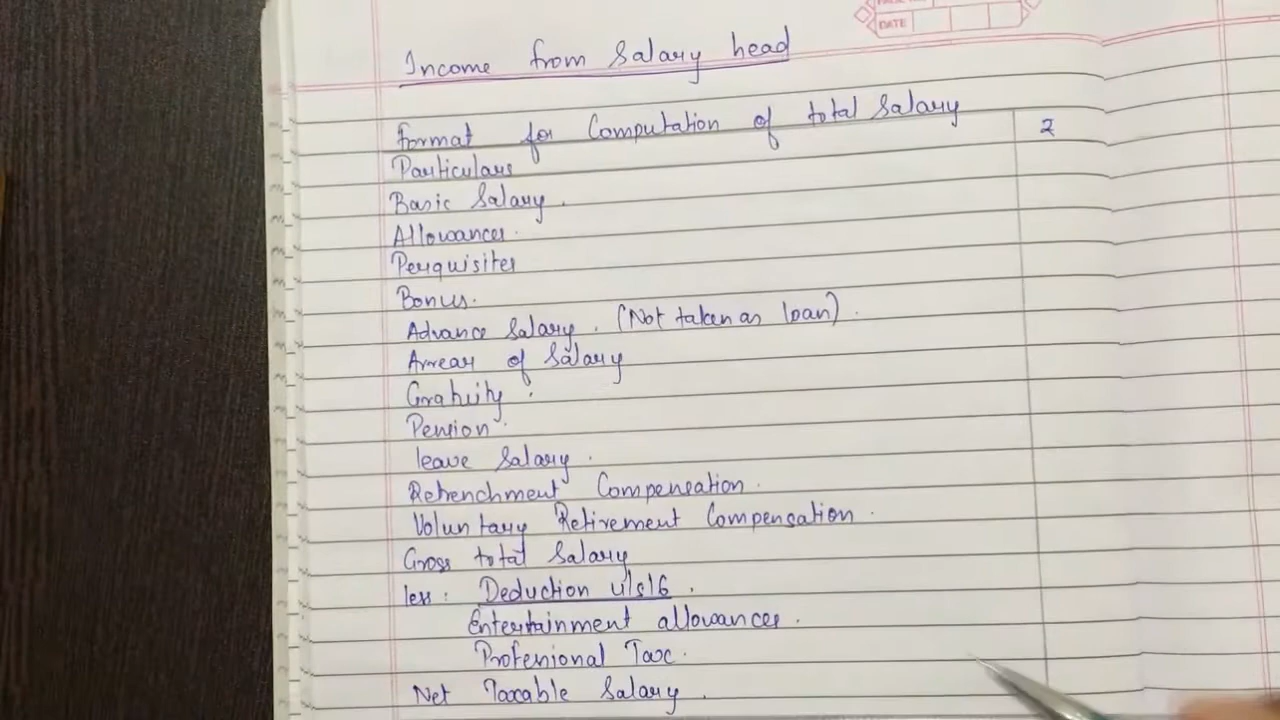 DATE
Income from Salary head
Format for Computation of total Salary
Particulars
Basic Salary.
Allowances.
Perquisites
Bonus.
Advance Salary. (Not taken as loan).
Arrear of Salary
Gratuity.
Pension.
leave Salary.
Retrenchment Compensation.
Voluntary Retirement Compensation.
Gross total Salary
less: Deduction u/s 16.
Entertainment allowances.
Professional Tax.
Net Taxable Salary.